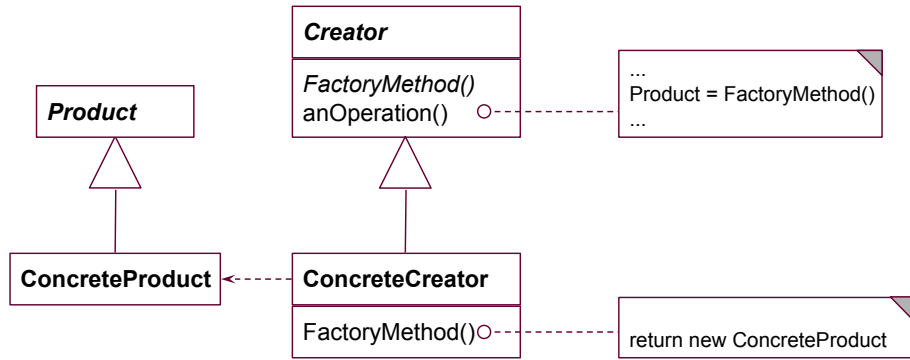 Creator
FactoryMethod()
anOperation()
...
Product = FactoryMethod()
...
Product
ConcreteProduct
ConcreteCreator
FactoryMethod()
return new ConcreteProduct